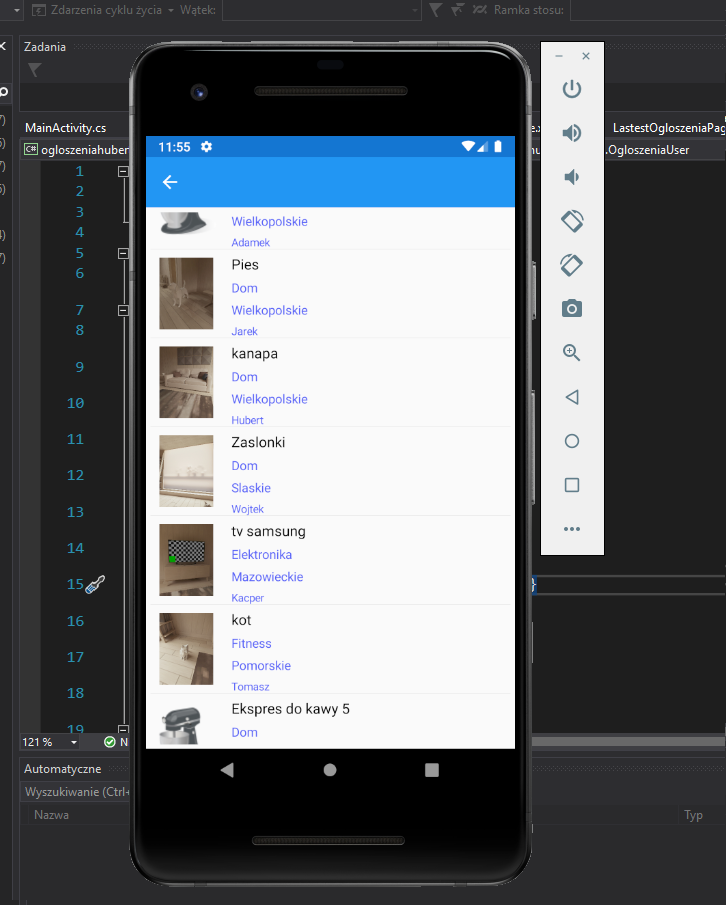 Zdarzenia cyklu życia
Wątek:
Ramka stosu:
Zadania
MainActivity.cs
LastestOgloszeniaPag
C# ogloszeniahuber
.OgloszeniaUser
1
2
3
4
5
6
7
8
9
10
11
12
13
14
15
16
17
18
19
121 %
N
Automatyczne
Wyszukiwanie (Ctrl+
Nazwa
Typ
11:55
Wielkopolskie
Adamek
Pies
Dom
Wielkopolskie
Jarek
kanapa
Dom
Wielkopolskie
Hubert
Zaslonki
Dom
Slaskie
Wojtek
tv samsung
Elektronika
Mazowieckie
Kacper
kot
Fitness
Pomorskie
Tomasz
Ekspres do kawy 5
Dom